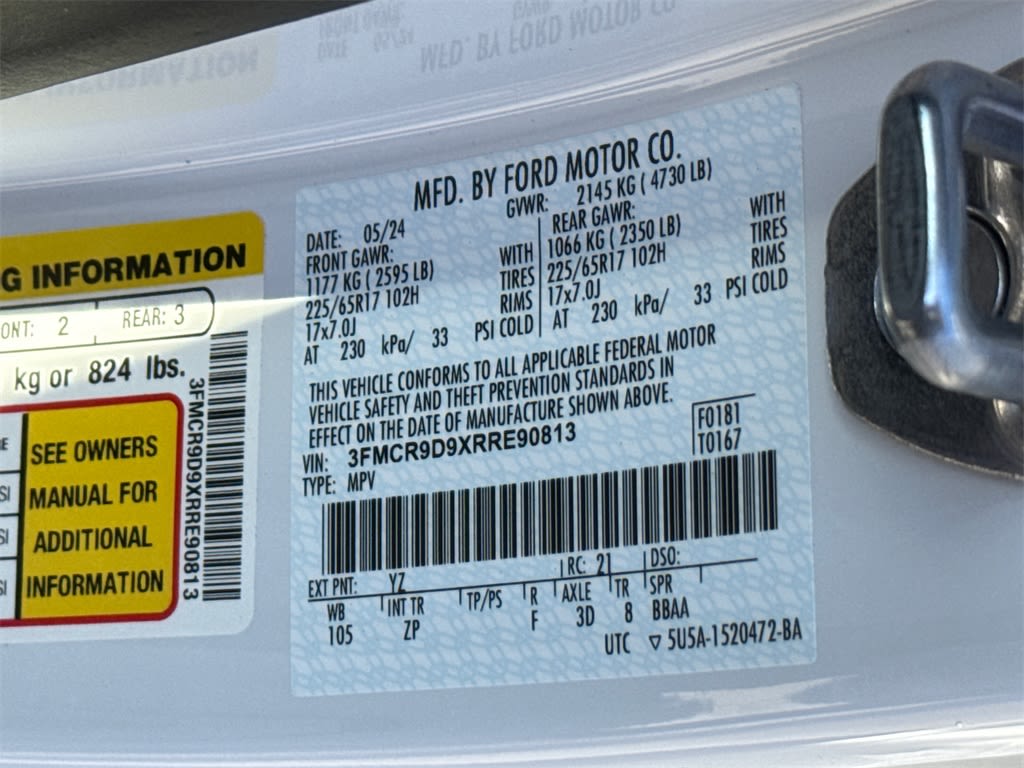 MFD. BY FORD MOTOR CO.
DATE: 05/24
GVWR: 2145 KG ( 4730 LB)
FRONT GAWR:
1177 KG ( 2595 LB) WITH
225/65R17 102H TIRES
17x7.0J RIMS
AT 230 kPa/ 33 PSI COLD
REAR GAWR:
1066 KG ( 2350 LB) WITH
225/65R17 102H TIRES
17x7.0J RIMS
AT 230 kPa/ 33 PSI COLD
THIS VEHICLE CONFORMS TO ALL APPLICABLE FEDERAL MOTOR
VEHICLE SAFETY AND THEFT PREVENTION STANDARDS IN
EFFECT ON THE DATE OF MANUFACTURE SHOWN ABOVE.
VIN: 3FMCR9D9XRRE90813
TYPE: MPV
F0181
T0167
EXT PNT: YZ RC: 21 DSO:
WB INT TR TP/PS R AXLE TR SPR
105 ZP F 3D 8 BBAA
UTC ▽ 5U5A-1520472-BA
G INFORMATION
ONT: 2 REAR: 3
kg or 824 lbs.
SEE OWNERS
MANUAL FOR
ADDITIONAL
INFORMATION
3FMCR9D9XRRE90813